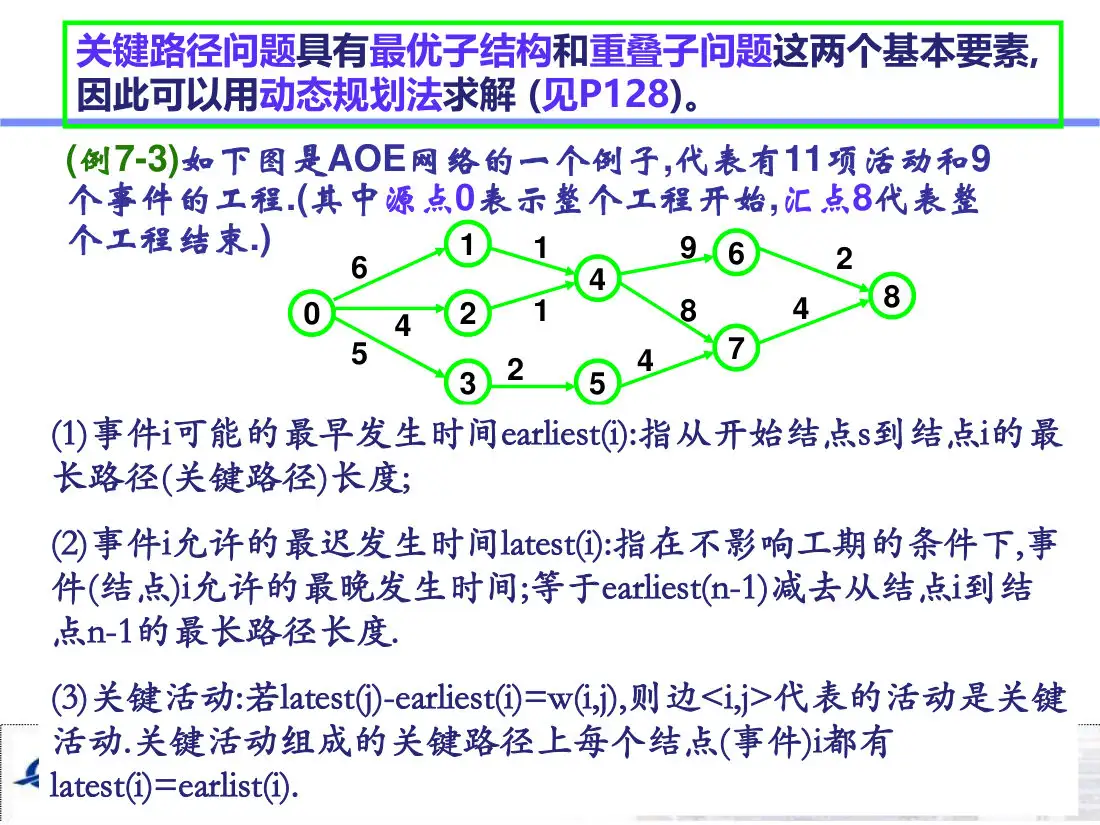 关键路径问题具有最优子结构和重叠子问题这两个基本要素,
因此可以用动态规划法求解 (见P128)。
(例7-3)如下图是AOE网络的一个例子,代表有11项活动和9
个事件的工程.(其中源点0表示整个工程开始,汇点8代表整
个工程结束.)
1
1
9
6
2
6
4
8
0
4
2
1
8
4
5
7
3
2
5
4
(1)事件i可能的最早发生时间earliest(i):指从开始结点s到结点i的最
长路径(关键路径)长度;
(2)事件i允许的最迟发生时间latest(i):指在不影响工期的条件下,事
件(结点)i允许的最晚发生时间;等于earliest(n-1)减去从结点i到结
点n-1的最长路径长度.
(3)关键活动:若latest(j)-earliest(i)=w(i,j),则边<i,j>代表的活动是关键
活动.关键活动组成的关键路径上每个结点(事件)i都有
latest(i)=earlist(i).